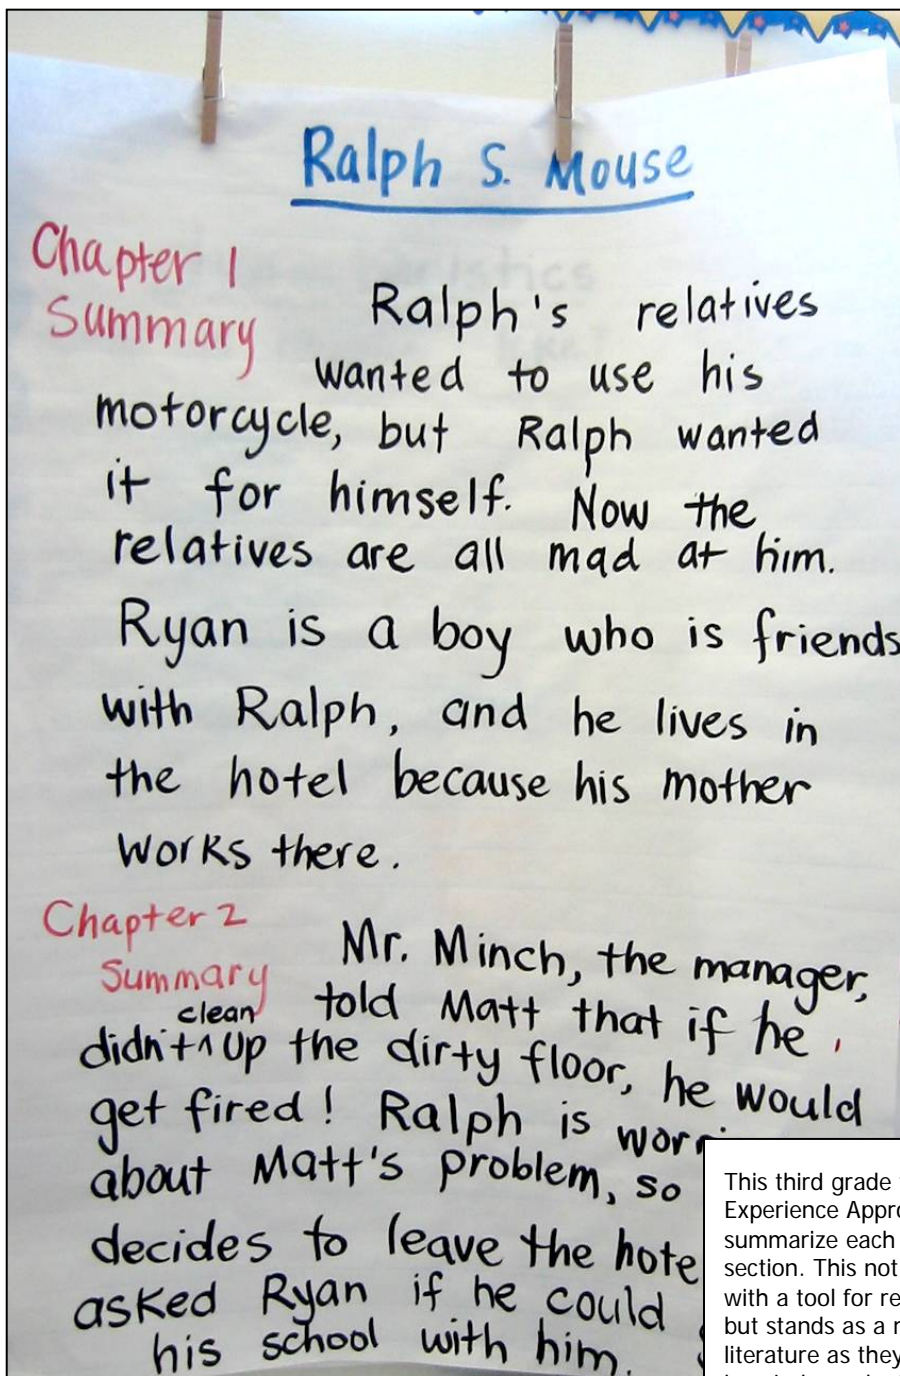 Ralph S. Mouse
Chapter 1
Summary
Ralph's relatives
wanted to use his
motorcycle, but Ralph wanted
it for himself. Now the
relatives are all mad at him.
Ryan is a boy who is friends
with Ralph, and he lives in
the hotel because his mother
works there.
Chapter 2
Summary
Mr. Minch, the manager,
told Matt that if he
clean
didn't ^ up the dirty floor, he would
get fired! Ralph is
about Matt's problem, so
decides to leave the
asked Ryan if he could
his school with him.
This third grade
Experience
summarize each
section. This not
with a tool for
but stands as a
literature as they